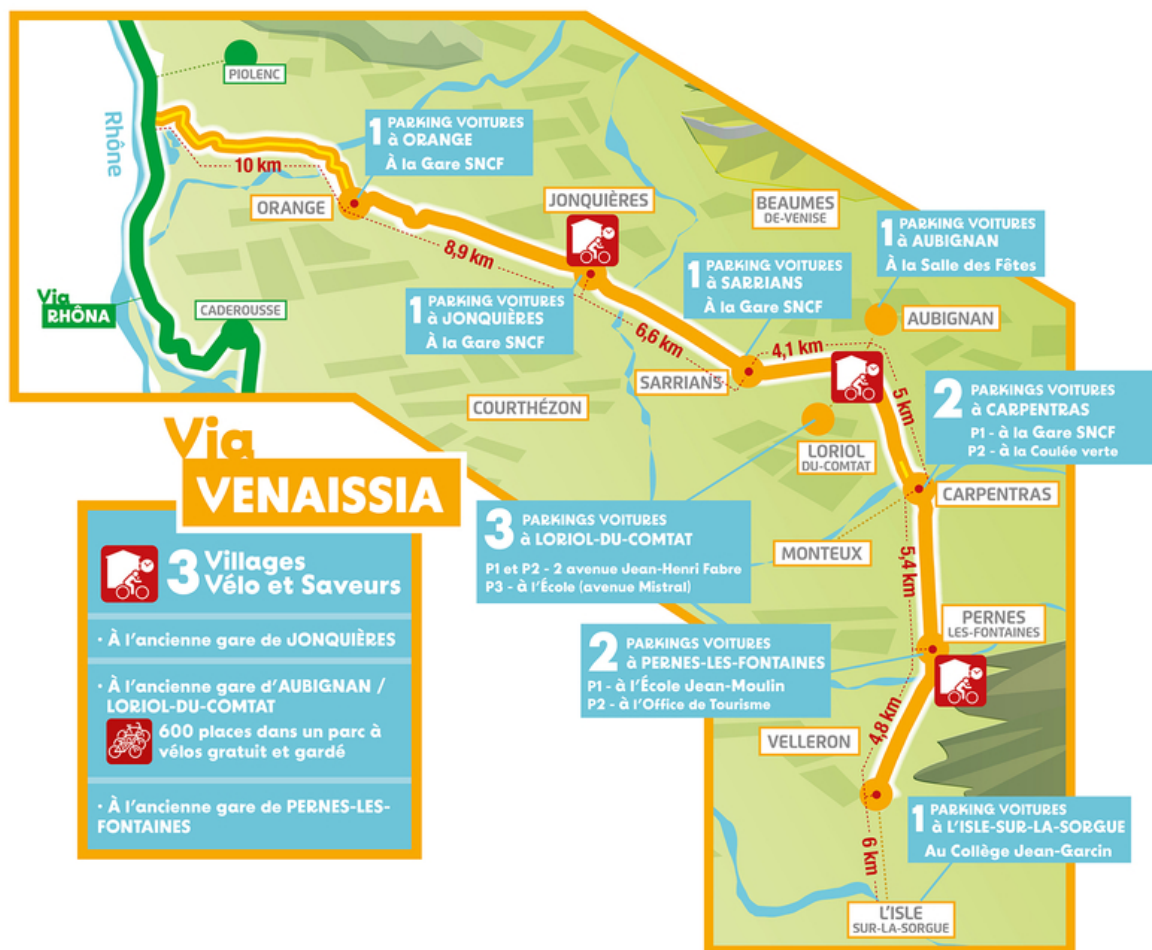 PIOLENC
Rhône
1 PARKING VOITURES
à ORANGE
À la Gare SNCF
10 km
ORANGE
JONQUIÈRES
BEAUMES
DE-VENISE
8,9 km
1 PARKING VOITURES
à AUBIGNAN
À la Salle des Fêtes
1 PARKING VOITURES
à SARRIANS
À la Gare SNCF
Via
RHÔNA
CADEROUSSE
1 PARKING VOITURES
à JONQUIÈRES
À la Gare SNCF
6,6 km
AUBIGNAN
4,1 km
SARRIANS
COURTHÉZON
5 km
2 PARKINGS VOITURES
à CARPENTRAS
P1 - à la Gare SNCF
P2 - à la Coulée verte
LORIOL
DU-COMTAT
CARPENTRAS
Via
VENAISSIA
3 PARKINGS VOITURES
à LORIOL-DU-COMTAT
P1 et P2 - 2 avenue Jean-Henri Fabre
P3 - à l'École (avenue Mistral)
MONTEUX
5,4 km
3 Villages
Vélo et Saveurs
· À l'ancienne gare de JONQUIÈRES
· À l'ancienne gare d'AUBIGNAN /
LORIOL-DU-COMTAT
600 places dans un parc à
vélos gratuit et gardé
· À l'ancienne gare de PERNES-LES-
FONTAINES
PERNES
LES-FONTAINES
2 PARKINGS VOITURES
à PERNES-LES-FONTAINES
P1 - à l'École Jean-Moulin
P2 - à l'Office de Tourisme
4,8 km
VELLERON
1 PARKING VOITURES
à L'ISLE-SUR-LA-SORGUE
Au Collège Jean-Garcin
6 km
L'ISLE
SUR-LA-SORGUE